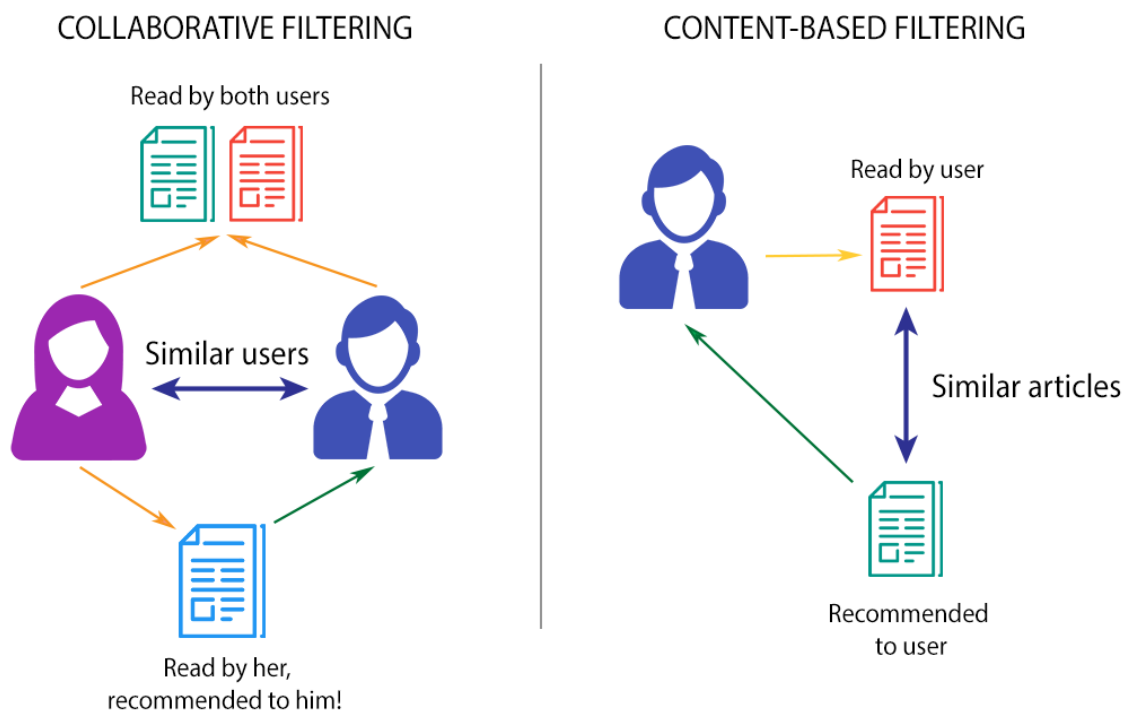 COLLABORATIVE FILTERING
Read by both users
Similar users
Read by her,
recommended to him!
CONTENT-BASED FILTERING
Read by user
Similar articles
Recommended
to user